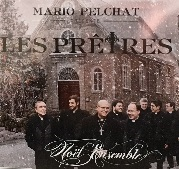 MARIO PELCHAT
LES PRÊTRES
Noël Ensemble